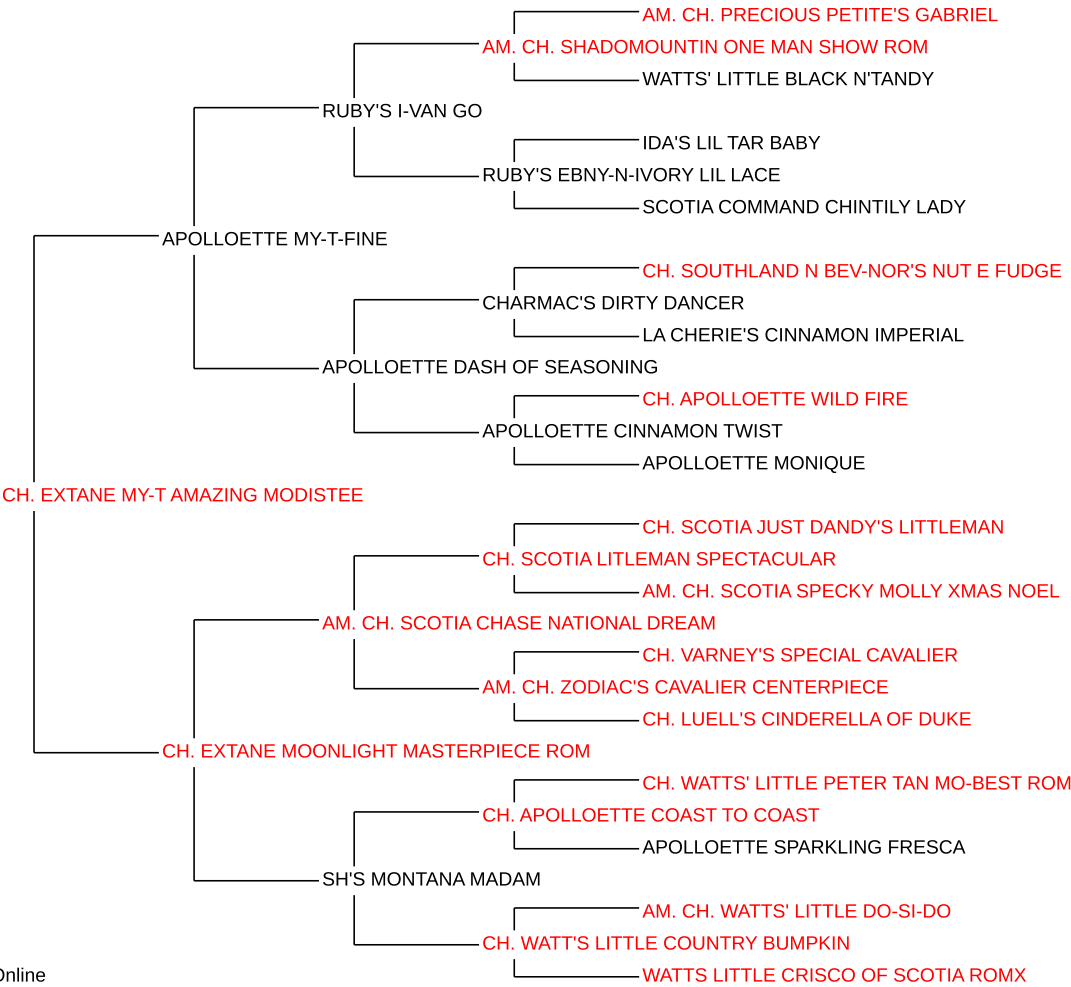 AM. CH. PRECIOUS PETITE'S GABRIEL
AM. CH. SHADOMOUNTIN ONE MAN SHOW ROM
WATTS' LITTLE BLACK N'TANDY
RUBY'S I-VAN GO
IDA'S LIL TAR BABY
RUBY'S EBNY-N-IVORY LIL LACE
SCOTIA COMMAND CHINTILY LADY
APOLLOETTE MY-T-FINE
CH. SOUTHLAND N BEV-NOR'S NUT E FUDGE
CHARMAC'S DIRTY DANCER
LA CHERIE'S CINNAMON IMPERIAL
APOLLOETTE DASH OF SEASONING
CH. APOLLOETTE WILD FIRE
APOLLOETTE CINNAMON TWIST
APOLLOETTE MONIQUE
CH. EXTANE MY-T AMAZING MODISTEE
CH. SCOTIA JUST DANDY'S LITTLEMAN
CH. SCOTIA LITLEMAN SPECTACULAR
AM. CH. SCOTIA SPECKY MOLLY XMAS NOEL
AM. CH. SCOTIA CHASE NATIONAL DREAM
CH. VARNEY'S SPECIAL CAVALIER
AM. CH. ZODIAC'S CAVALIER CENTERPIECE
CH. LUELL'S CINDERELLA OF DUKE
CH. EXTANE MOONLIGHT MASTERPIECE ROM
CH. WATTS' LITTLE PETER TAN MO-BEST ROM
CH. APOLLOETTE COAST TO COAST
APOLLOETTE SPARKLING FRESCA
SH'S MONTANA MADAM
AM. CH. WATTS' LITTLE DO-SI-DO
CH. WATT'S LITTLE COUNTRY BUMPKIN
WATTS LITTLE CRISCO OF SCOTIA ROMX
Online